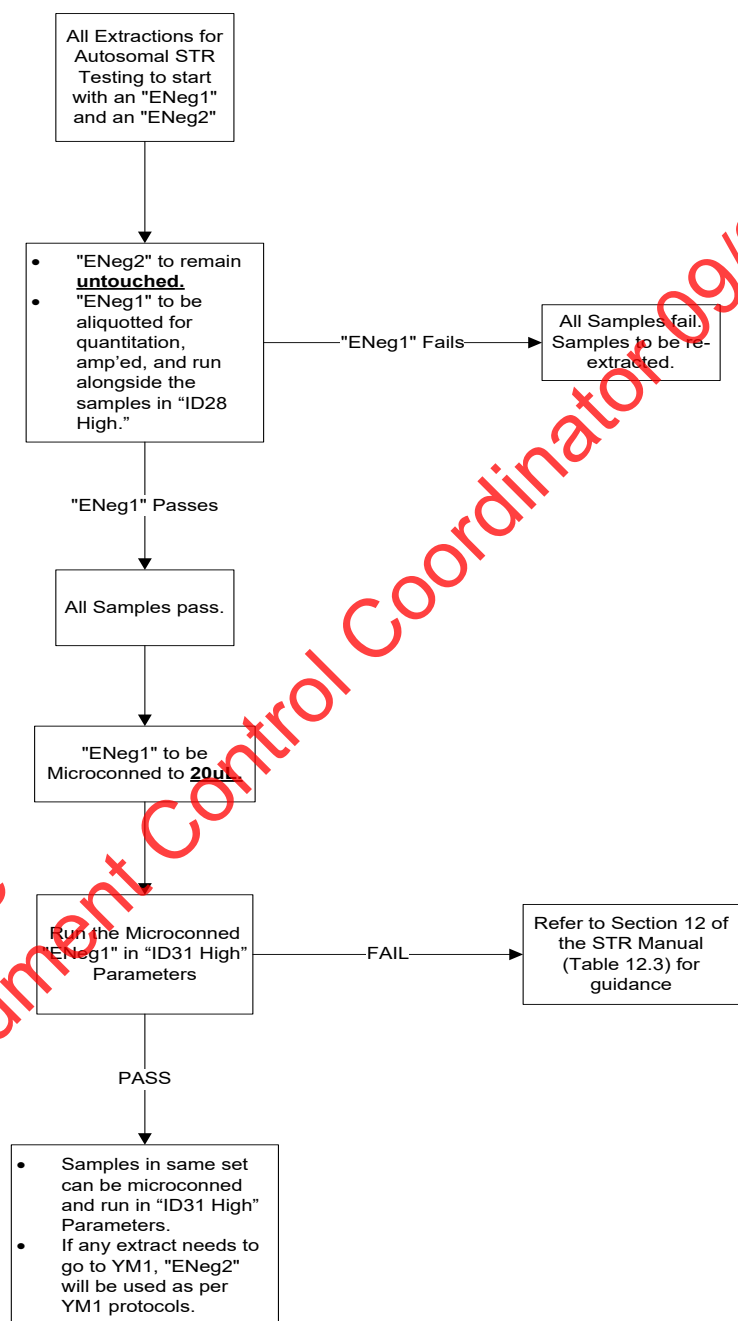 All Extractions for
Autosomal STR
Testing to start
with an "ENeg1"
and an "ENeg2"
• "ENeg2" to remain
untouched.
• "ENeg1" to be
aliquotted for
quantitation,
amp'ed, and run
alongside the
samples in “ID28
High.”
"ENeg1" Fails
All Samples fail.
Samples to be re-
extracted.
"ENeg1" Passes
All Samples pass.
"ENeg1" to be
Microconned to 20uL.
Run the Microconned
"ENeg1" in “ID31 High”
Parameters
FAIL
Refer to Section 12 of
the STR Manual
(Table 12.3) for
guidance
PASS
• Samples in same set
can be microconned
and run in “ID31 High”
Parameters.
• If any extract needs to
go to YM1, "ENeg2"
will be used as per
YM1 protocols.
Control Coordinator